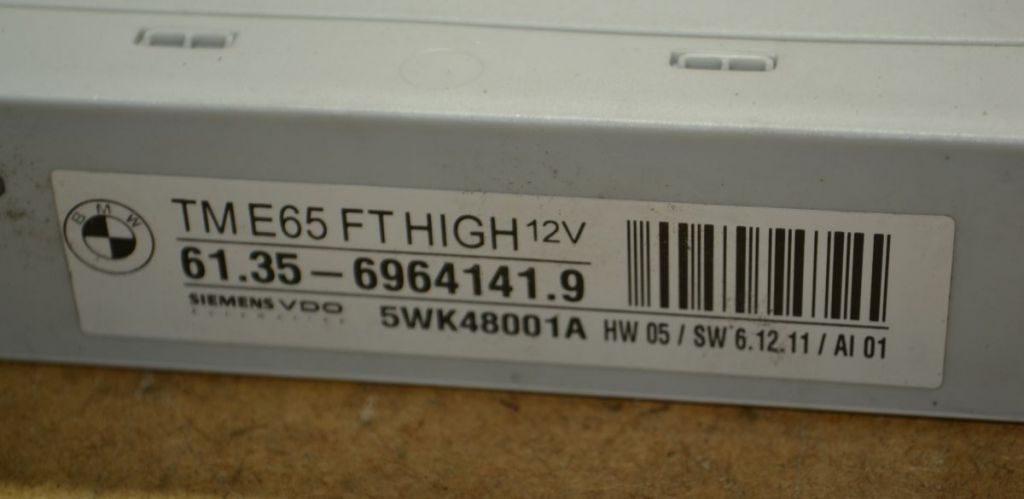 BMW
TM E65 FT HIGH 12V
61.35 – 6964141.9
SIEMENS VDO
AUTOMOTIVE
5WK48001A
HW 05 / SW 6.12.11 / AI 01